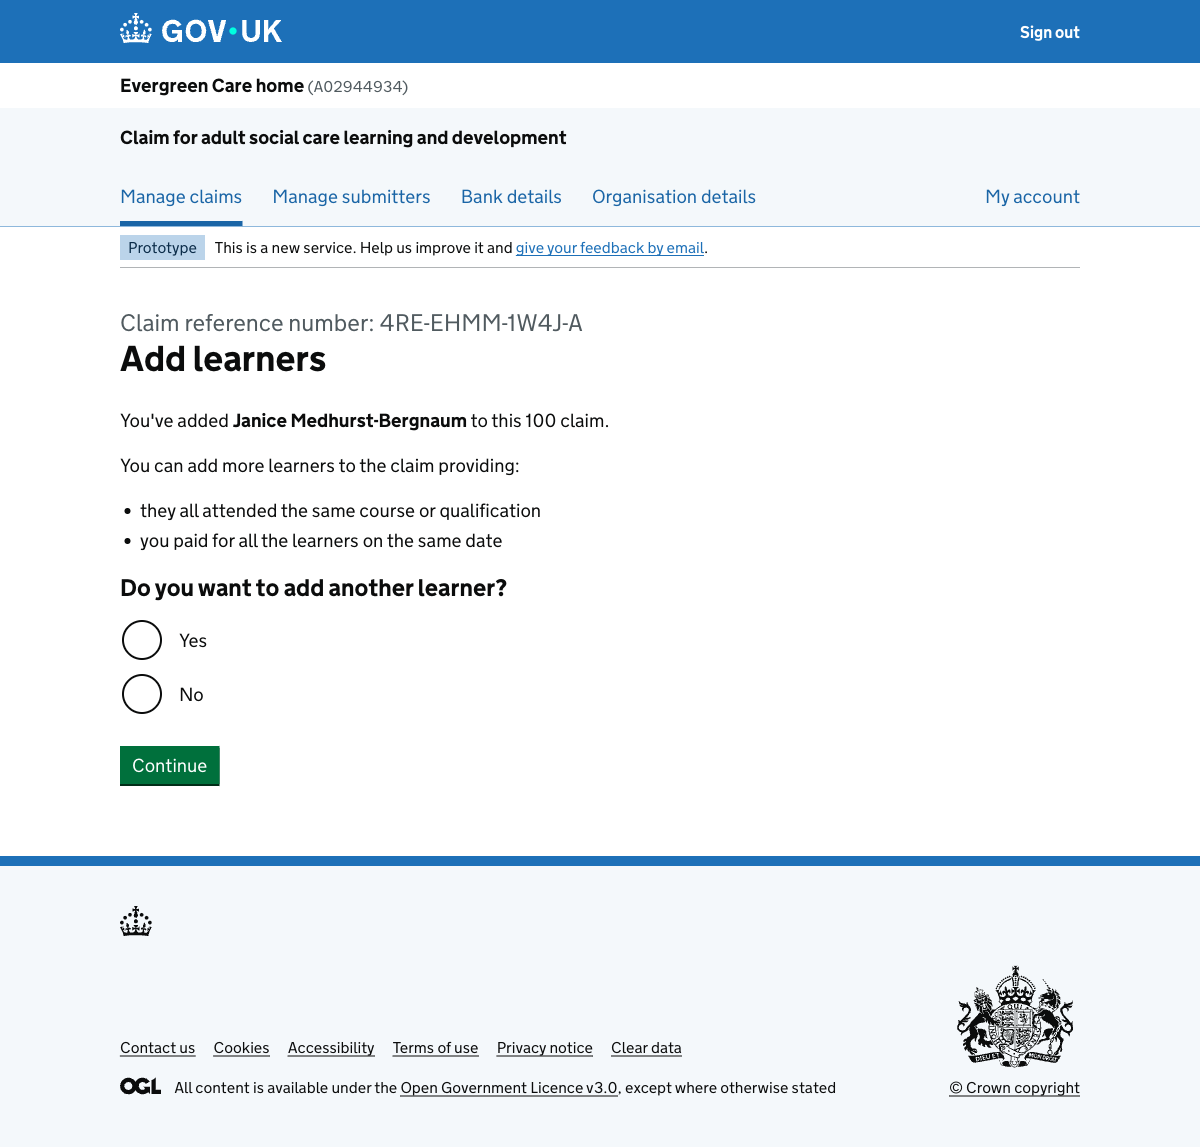 GOV·UK
Sign out
Evergreen Care home (A02944934)
Claim for adult social care learning and development
Manage claims
Manage submitters
Bank details
Organisation details
My account
Prototype
This is a new service. Help us improve it and give your feedback by email.
Claim reference number: 4RE-EHMM-1W4J-A
Add learners
You've added Janice Medhurst-Bergnaum to this 100 claim.
You can add more learners to the claim providing:
• they all attended the same course or qualification
• you paid for all the learners on the same date
Do you want to add another learner?
Yes
No
Continue
Contact us
Cookies
Accessibility
Terms of use
Privacy notice
Clear data
OGL
All content is available under the Open Government Licence v3.0, except where otherwise stated
DIEU ET MON DROIT
© Crown copyright